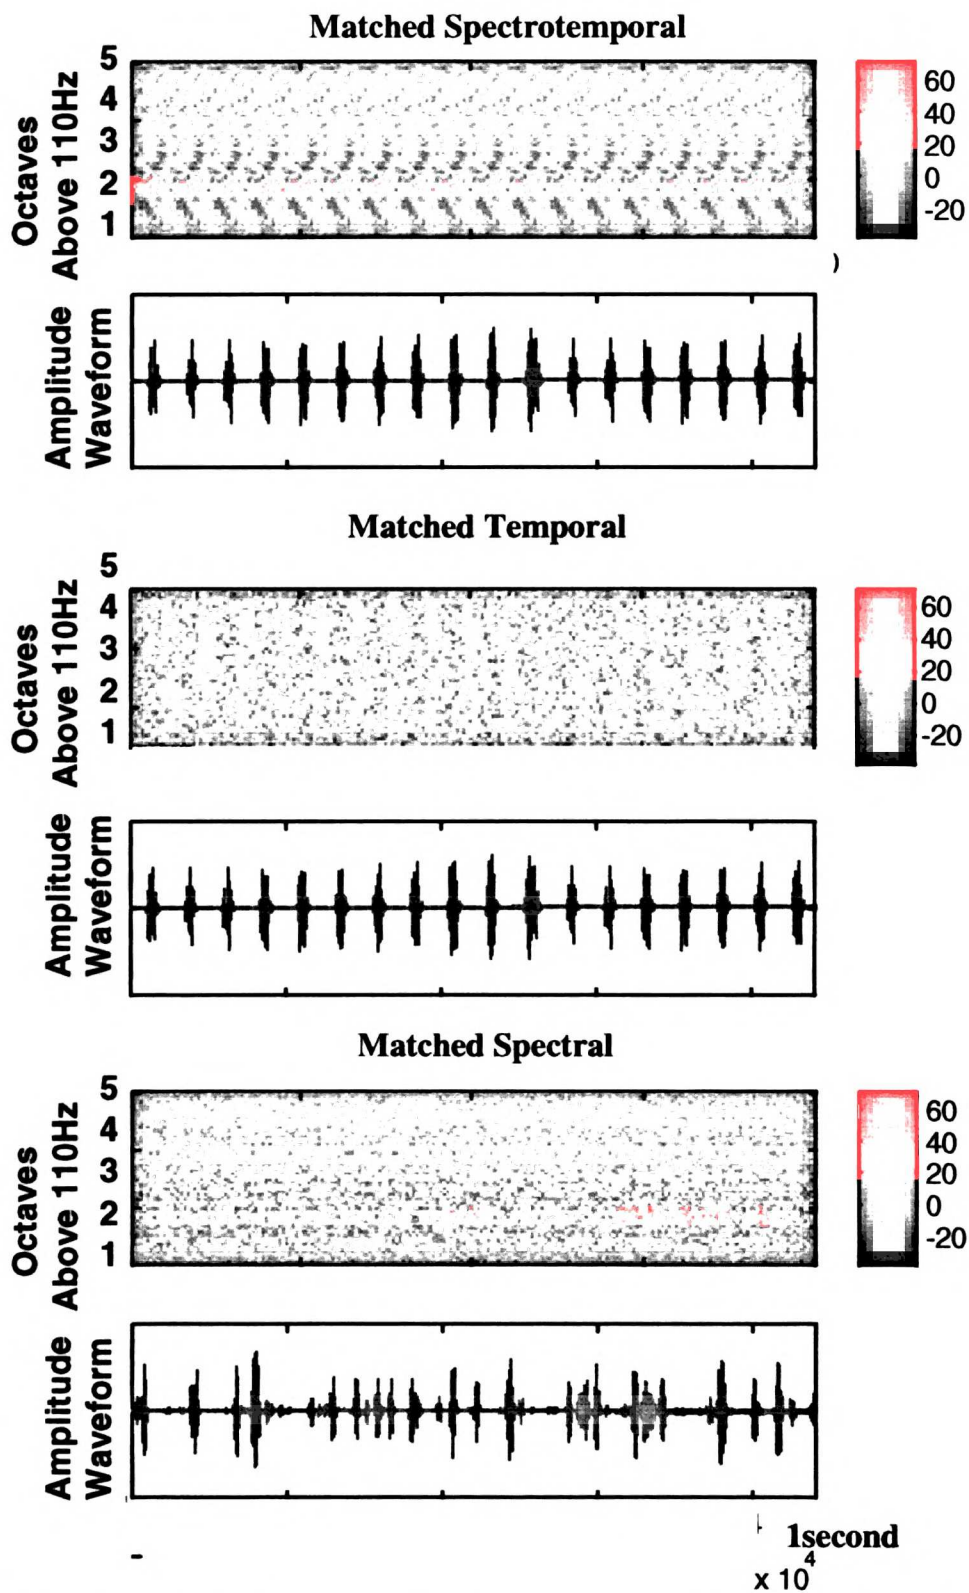 Matched Spectrotemporal
Octaves
Above 110Hz
5
4
3
2
1
60
40
20
0
-20
)
Amplitude
Waveform
Matched Temporal
Octaves
Above 110Hz
5
4
3
2
1
60
40
20
0
-20
Amplitude
Waveform
Matched Spectral
Octaves
Above 110Hz
5
4
3
2
1
60
40
20
0
-20
Amplitude
Waveform
1second
x 10^4